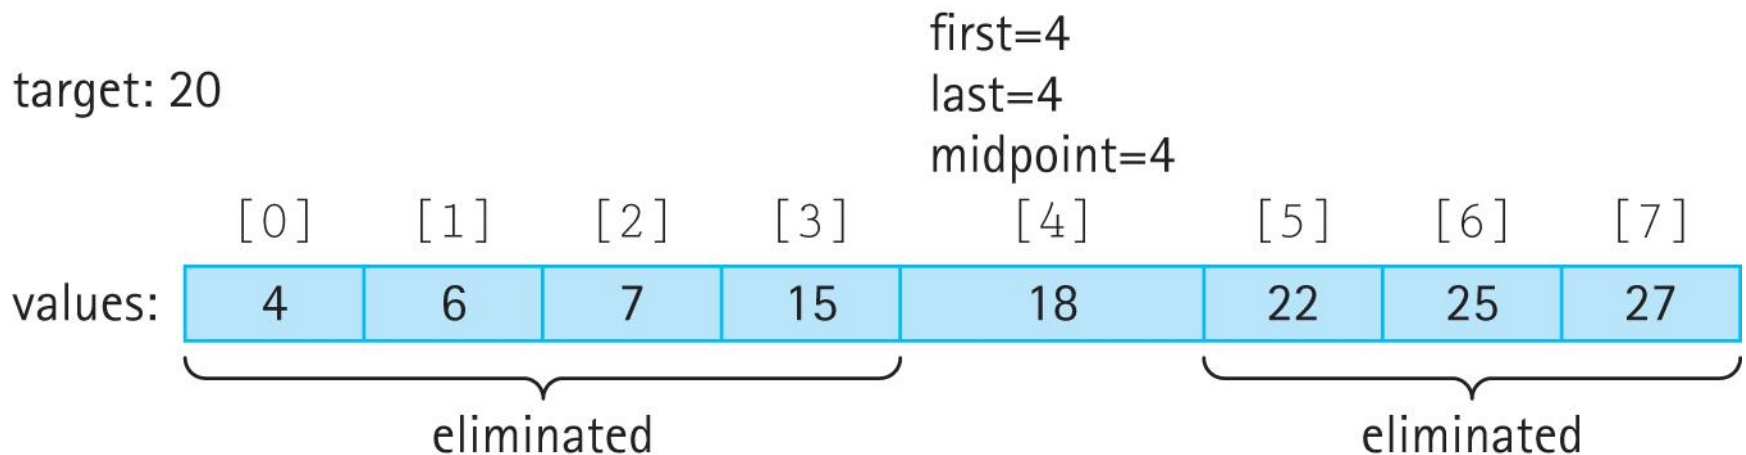 first=4
target: 20
last=4
midpoint=4
[0] [1] [2] [3] [4] [5] [6] [7]
values: 4 6 7 15 18 22 25 27
eliminated eliminated